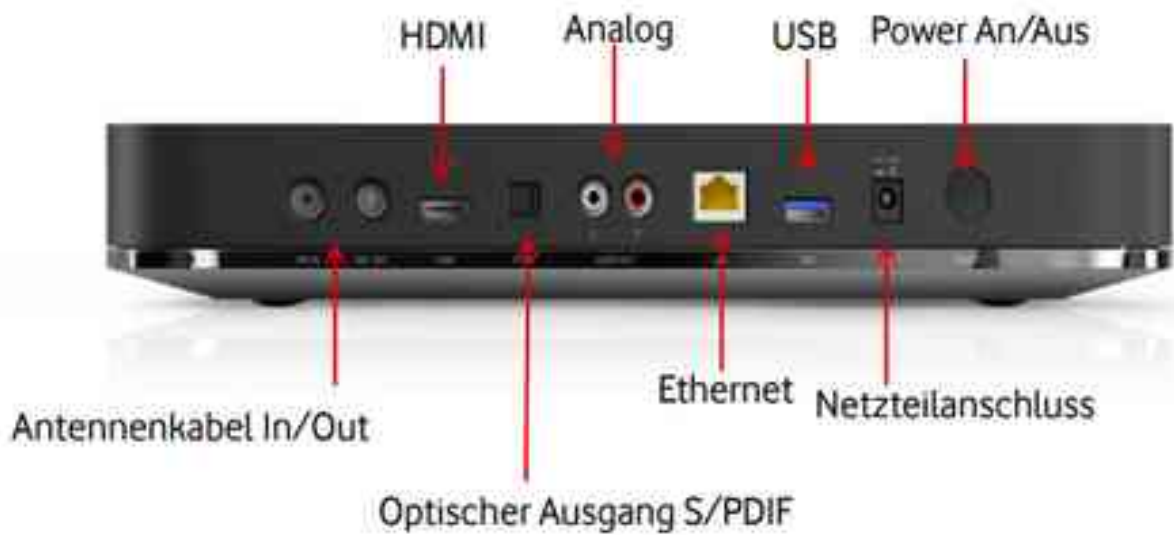 HDMI
Analog
USB
Power An/Aus
Ethernet
Netzteilanschluss
Antennenkabel In/Out
Optischer Ausgang S/PDIF